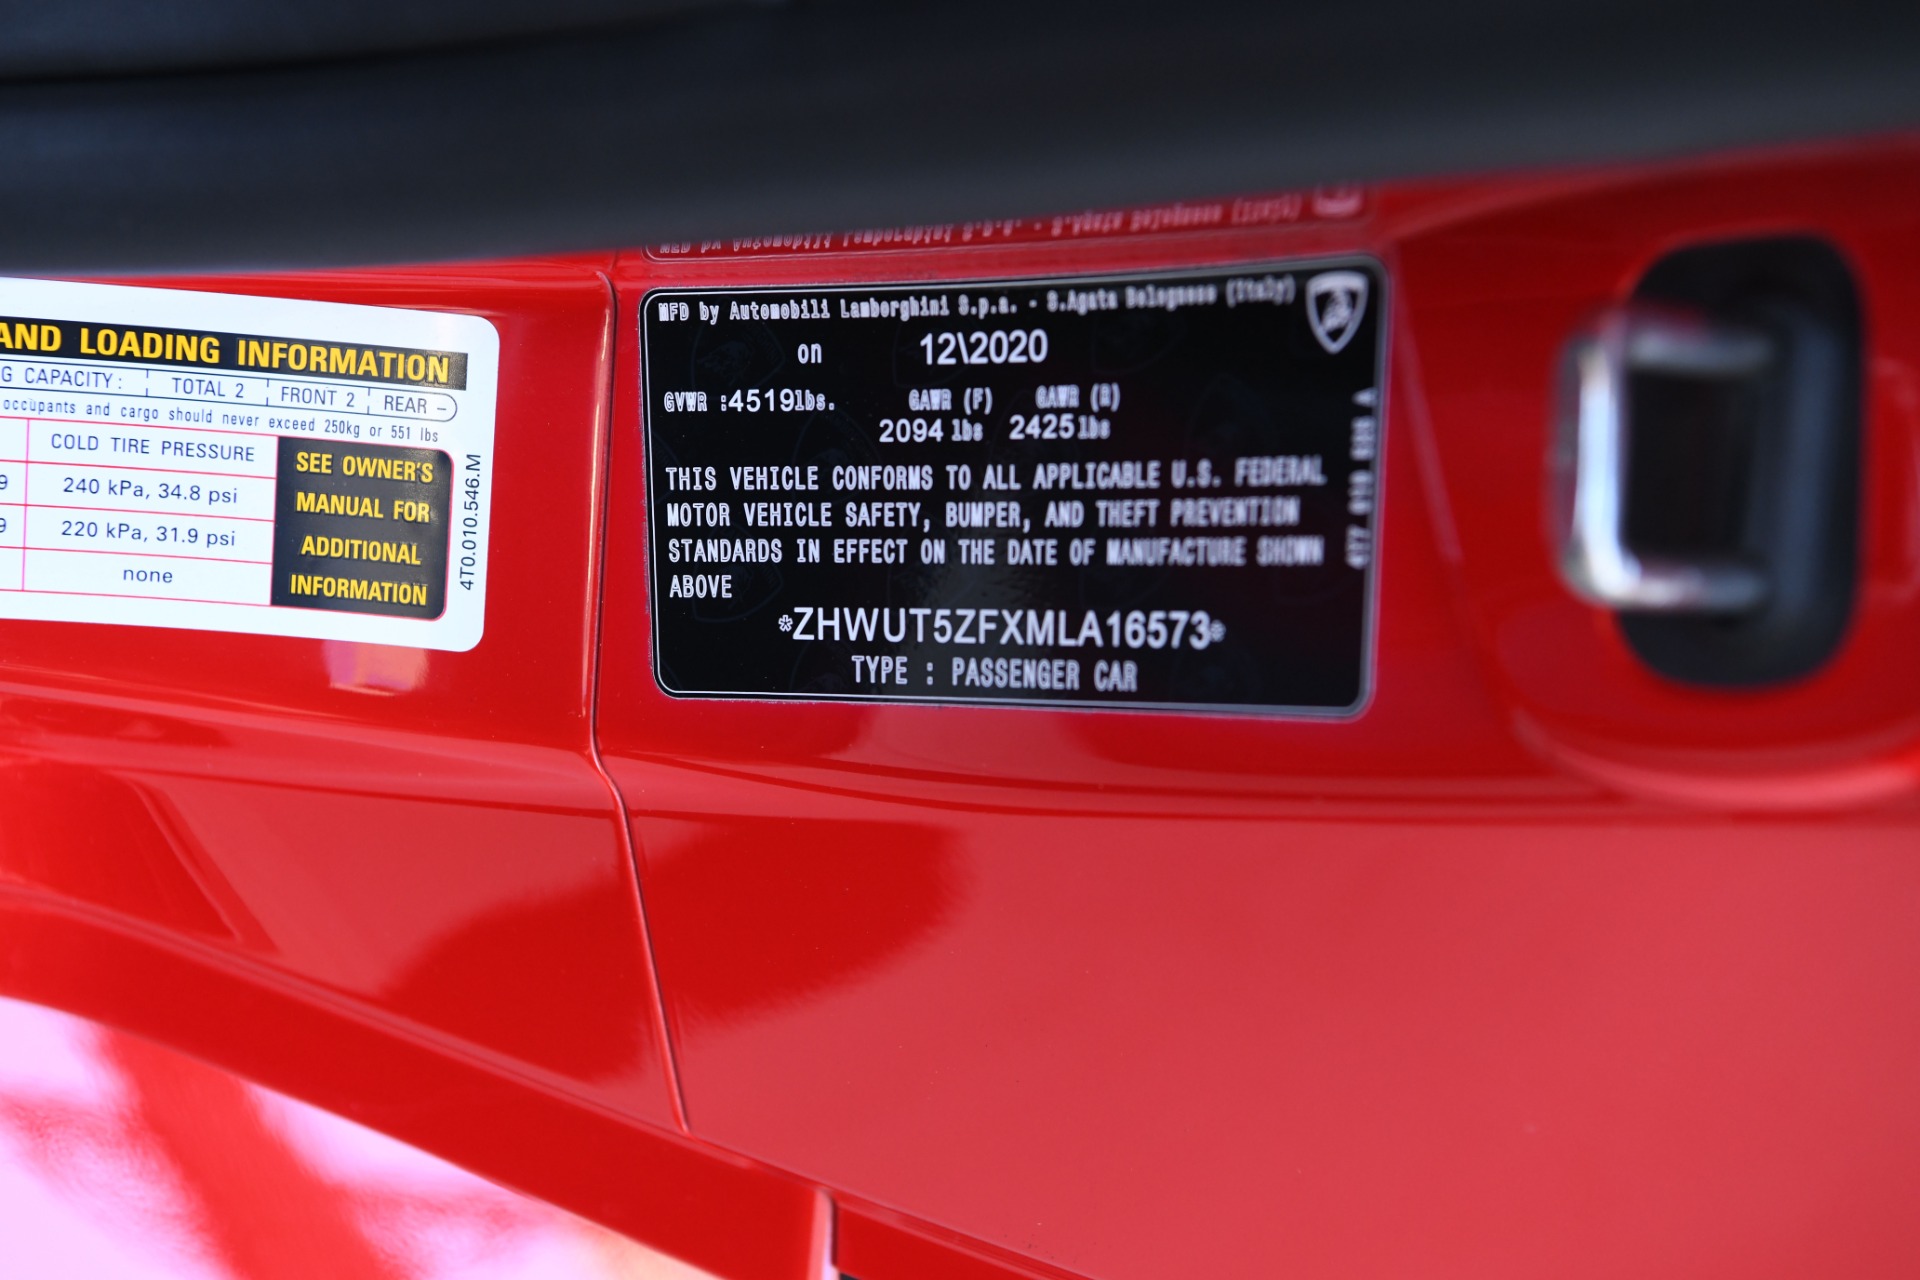 AND LOADING INFORMATION
G CAPACITY: TOTAL 2 FRONT 2 REAR –
occupants and cargo should never exceed 250kg or 551 lbs
COLD TIRE PRESSURE
9 240 kPa, 34.8 psi
9 220 kPa, 31.9 psi
none
SEE OWNER'S
MANUAL FOR
ADDITIONAL
INFORMATION
4T0.010.546.M
MFD by Automobili Lamborghini S.p.a. - S.Agata Bolognese (Italy)
on 12\2020
GVWR :4519lbs. GAWR (F) GAWR (R)
2094 lbs 2425lbs
THIS VEHICLE CONFORMS TO ALL APPLICABLE U.S. FEDERAL
MOTOR VEHICLE SAFETY, BUMPER, AND THEFT PREVENTION
STANDARDS IN EFFECT ON THE DATE OF MANUFACTURE SHOWN
ABOVE
*ZHWUT5ZFXMLA16573*
TYPE : PASSENGER CAR